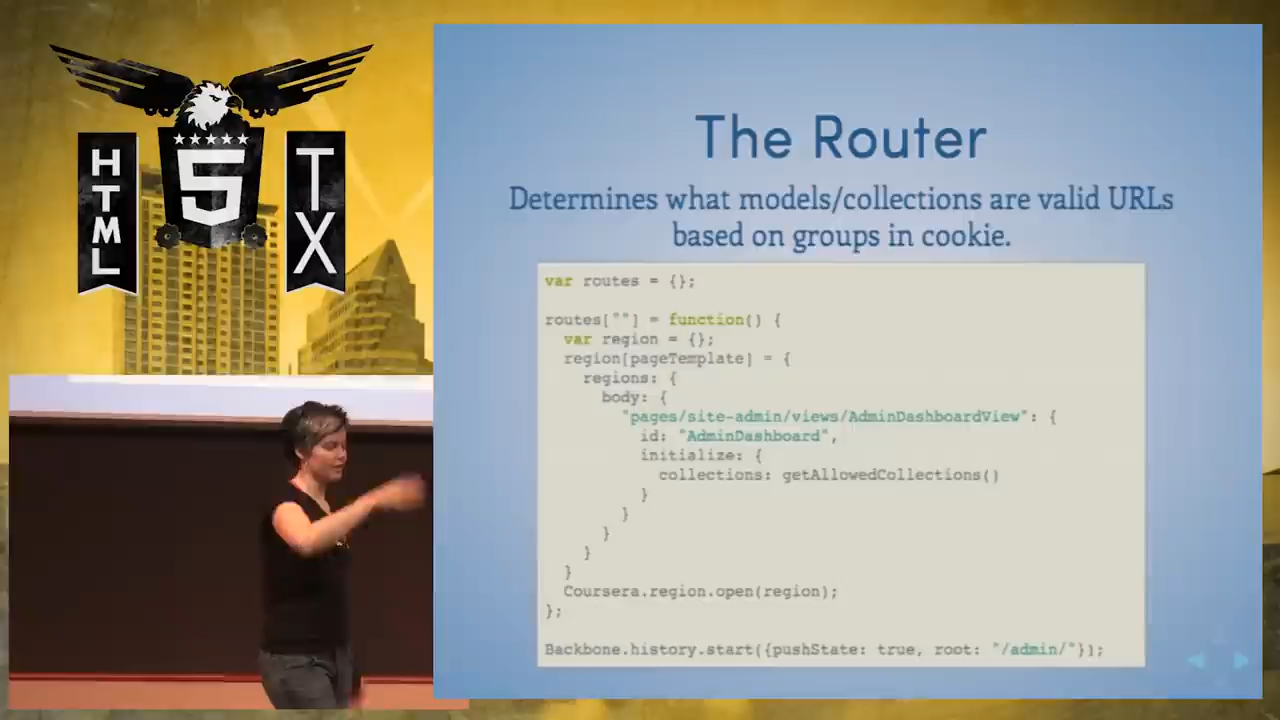 HTML
5
TX
The Router
Determines what models/collections are valid URLs
based on groups in cookie.
var routes = {};
routes[""] = function() {
var region = {};
region[pageTemplate] = {
regions: {
body: {
"pages/site-admin/views/AdminDashboardView": {
id: "AdminDashboard",
initialize: {
collections: getAllowedCollections()
}
}
}
}
}
Coursera.region.open(region);
};
Backbone.history.start({pushState: true, root: "/admin/"});